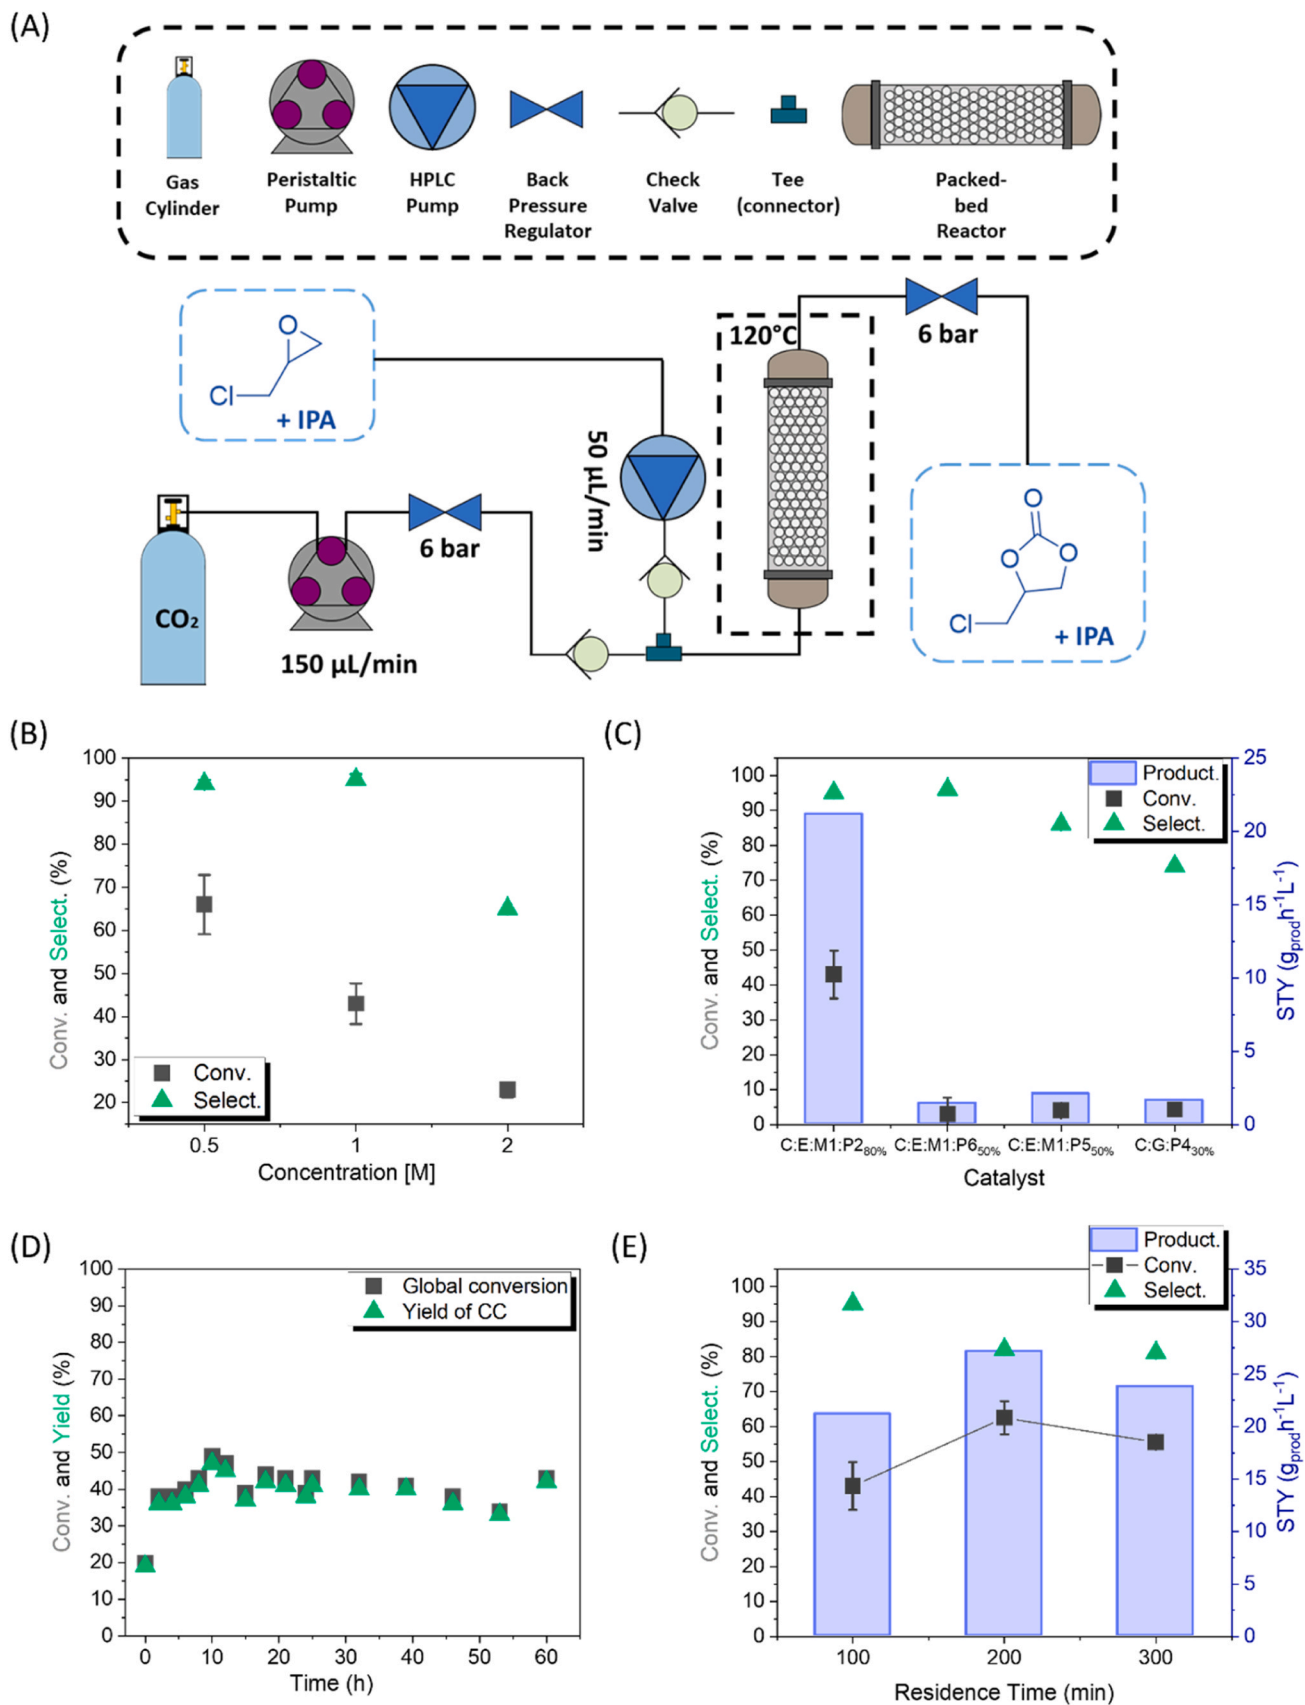 (A)
Gas
Cylinder
Peristaltic
Pump
HPLC
Pump
Back
Pressure
Regulator
Check
Valve
Tee
(connector)
Packed-
bed
Reactor
O
Cl
+ IPA
50 µL/min
120°C
6 bar
CO₂
150 µL/min
6 bar
O
O
O
Cl
+ IPA
(B)
100
90
80
70
60
50
40
30
20
Conv. and Select. (%)
Conv.
Select.
0.5
1
2
Concentration [M]
(C)
100
90
80
70
60
50
40
30
20
10
0
Conv. and Select. (%)
Product.
Conv.
Select.
25
20
15
10
5
0
STY (g_prod h⁻¹L⁻¹)
C:E:M1:P2₈₀%
C:E:M1:P6₅₀%
C:E:M1:P5₅₀%
C:G:P4₃₀%
Catalyst
(D)
100
90
80
70
60
50
40
30
20
10
0
Conv. and Yield (%)
Global conversion
Yield of CC
0
10
20
30
40
50
60
Time (h)
(E)
100
90
80
70
60
50
40
30
20
10
0
Conv. and Select. (%)
Product.
Conv.
Select.
35
30
25
20
15
10
5
0
STY (g_prod h⁻¹L⁻¹)
100
200
300
Residence Time (min)